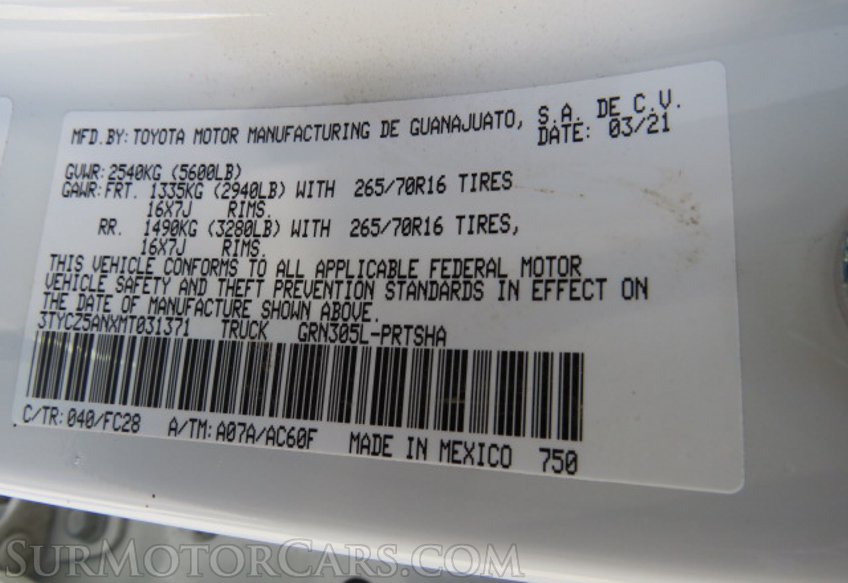 MFD.BY: TOYOTA MOTOR MANUFACTURING DE GUANAJUATO, S.A. DE C.V.
DATE: 03/21
GVWR: 2540KG (5600LB)
GAWR: FRT. 1335KG (2940LB) WITH 265/70R16 TIRES
16X7J RIMS.
RR. 1490KG (3280LB) WITH 265/70R16 TIRES,
16X7J RIMS.
THIS VEHICLE CONFORMS TO ALL APPLICABLE FEDERAL MOTOR
VEHICLE SAFETY AND THEFT PREVENTION STANDARDS IN EFFECT ON
THE DATE OF MANUFACTURE SHOWN ABOVE.
3TYCZ5ANXMT031371 TRUCK GRN305L-PRTSHA
C/TR: 040/FC28 A/TM: A07A/AC60F MADE IN MEXICO 750
SurMotorCars.com